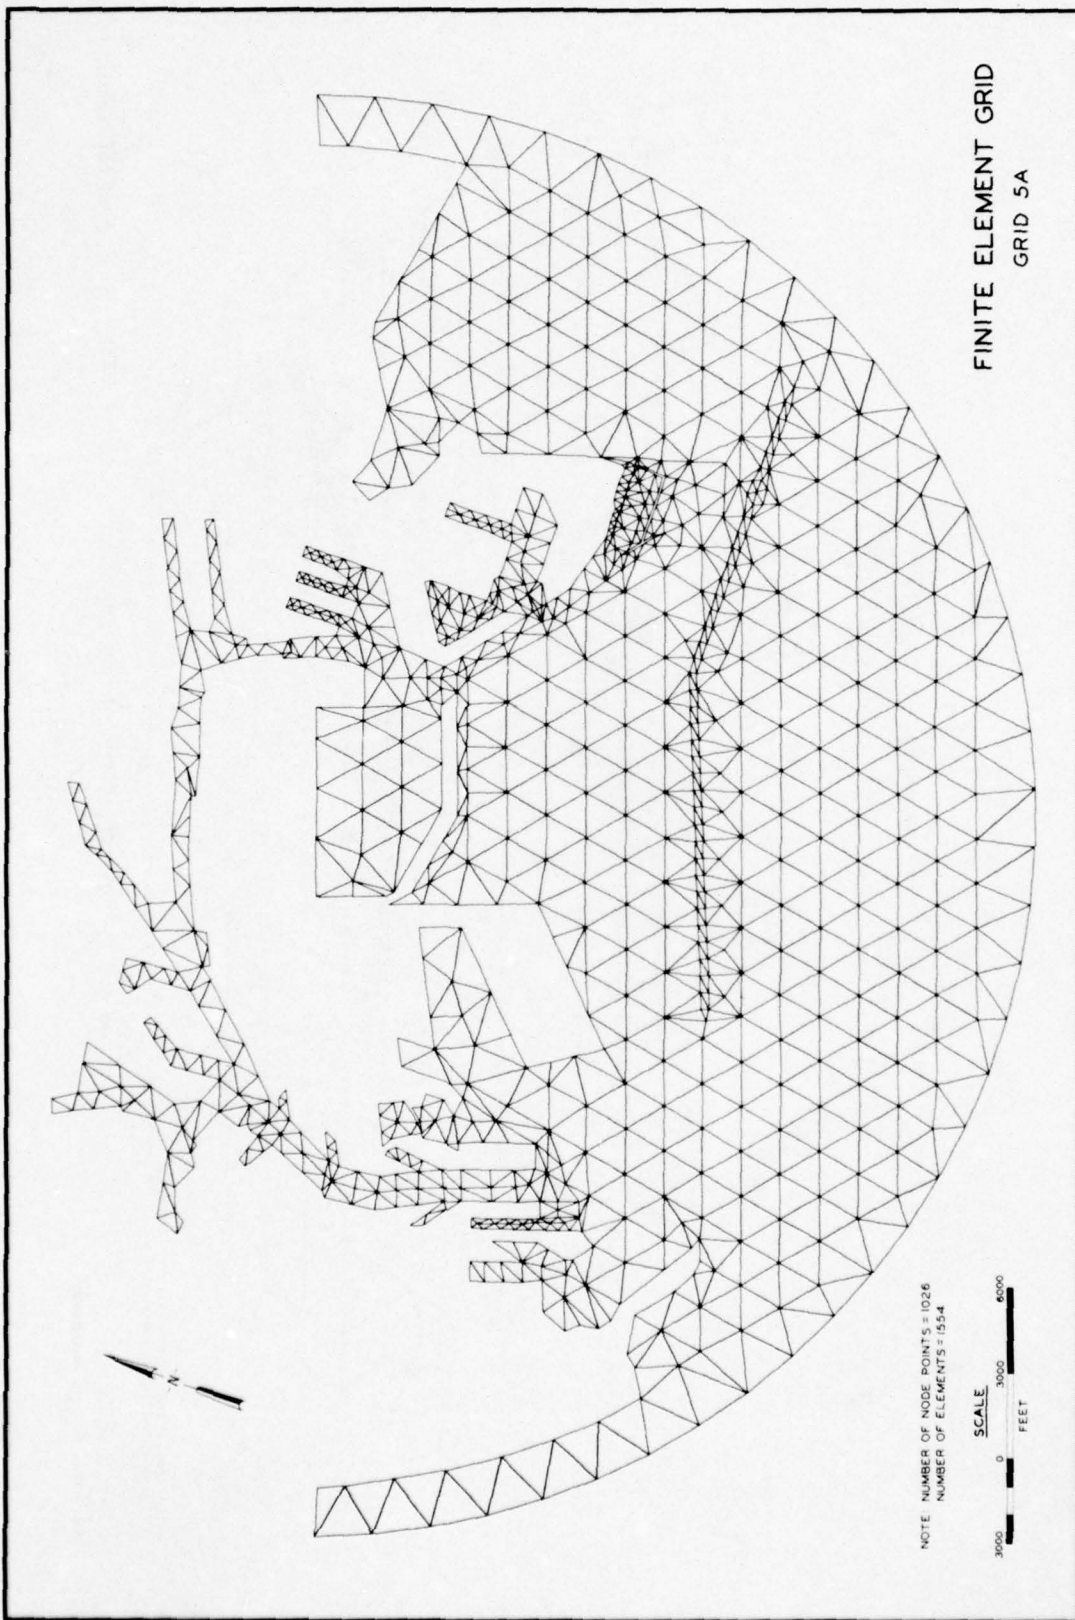 FINITE ELEMENT GRID
GRID 5A
NOTE: NUMBER OF NODE POINTS = 1026
NUMBER OF ELEMENTS = 1554
SCALE
3000 0 3000 6000
FEET
N